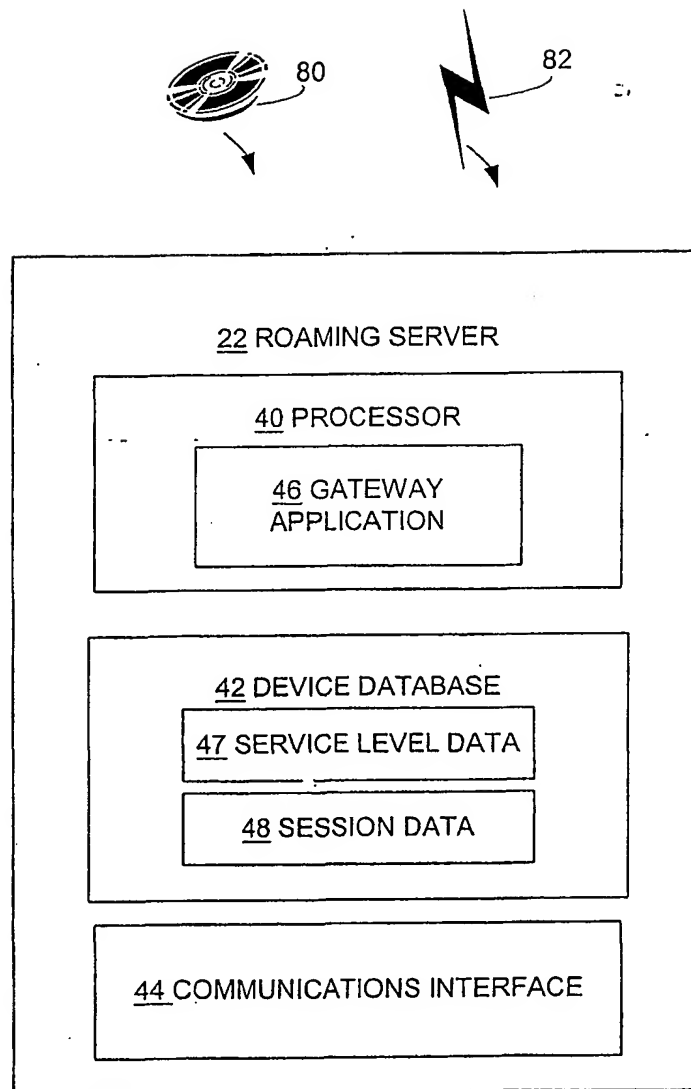 80
82
22 ROAMING SERVER
40 PROCESSOR
46 GATEWAY
APPLICATION
42 DEVICE DATABASE
47 SERVICE LEVEL DATA
48 SESSION DATA
44 COMMUNICATIONS INTERFACE